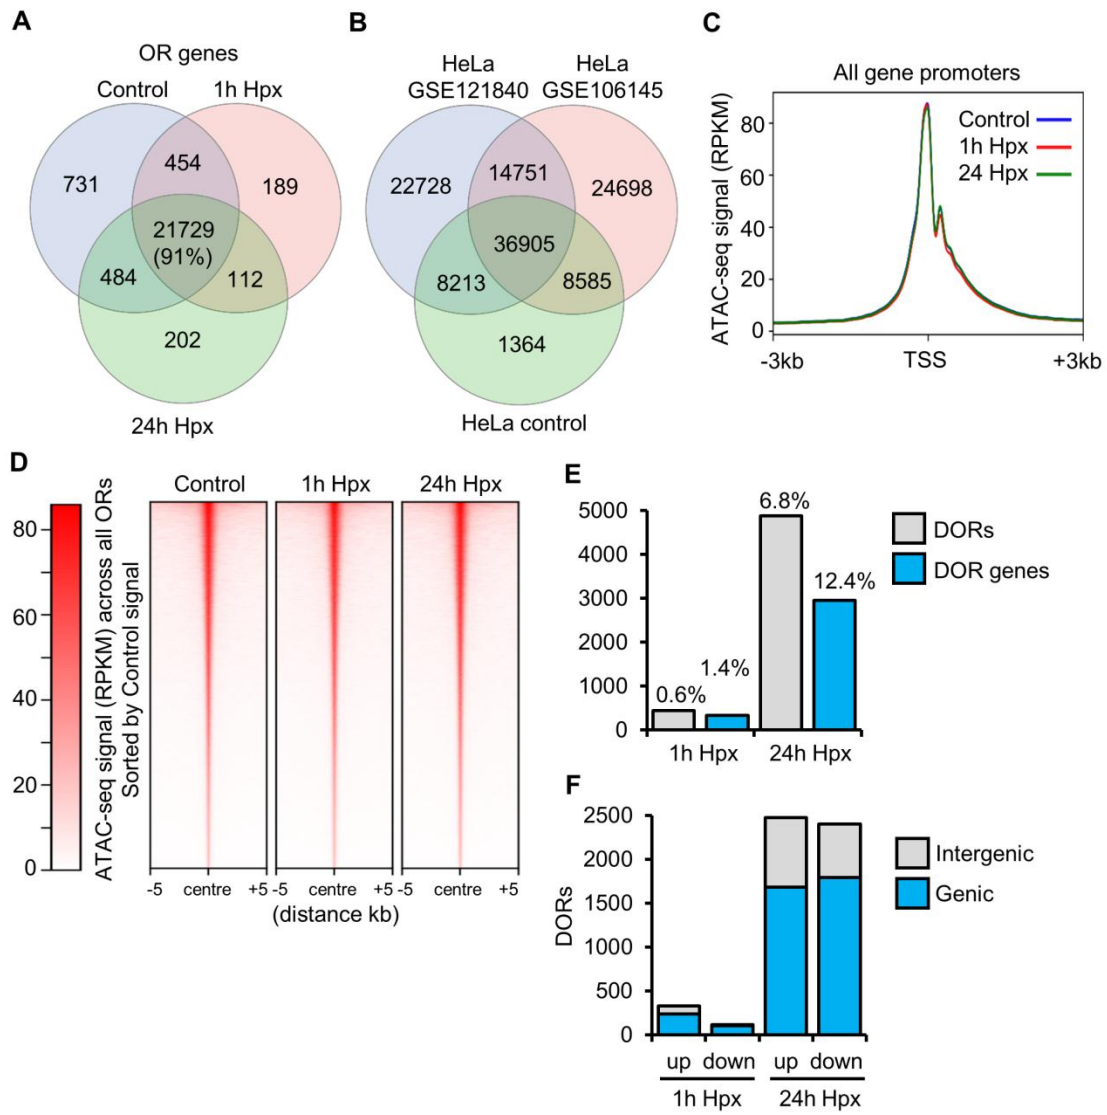 A
OR genes
Control
1h Hpx
454
731
189
21729
(91%)
484
112
202
24h Hpx
B
HeLa
GSE121840
HeLa
GSE106145
22728
14751
24698
36905
8213
8585
1364
HeLa control
C
All gene promoters
ATAC-seq signal (RPKM)
80
60
40
20
0
Control
1h Hpx
24 Hpx
-3kb
TSS
+3kb
D
ATAC-seq signal (RPKM) across all ORs
Sorted by Control signal
80
60
40
20
0
Control
1h Hpx
24h Hpx
-5 centre +5
-5 centre +5
-5 centre +5
(distance kb)
E
5000
4000
3000
2000
1000
0
0.6%
1.4%
6.8%
12.4%
DORs
DOR genes
1h Hpx
24h Hpx
F
DORs
2500
2000
1500
1000
500
0
Intergenic
Genic
up down
up down
1h Hpx
24h Hpx